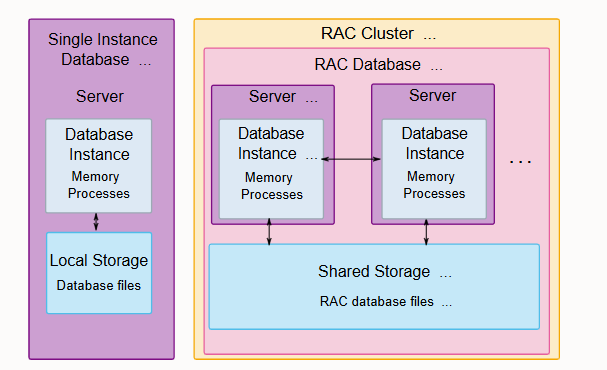 Single Instance
Database ...
Server
Database
Instance
Memory
Processes
Local Storage
Database files
RAC Cluster ...
RAC Database ...
Server ...
Database
Instance ...
Memory
Processes
Server
Database
Instance
Memory
Processes
...
Shared Storage ...
RAC database files ...